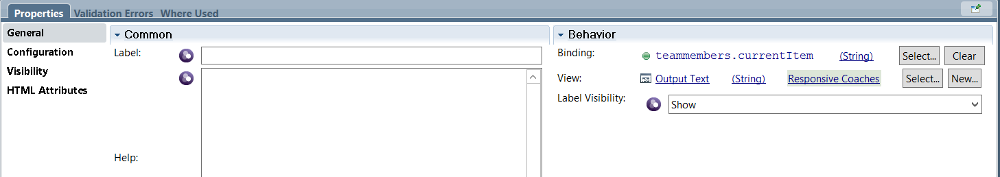 Properties Validation Errors Where Used
General
Configuration
Visibility
HTML Attributes
Common
Label:
Help:
Behavior
Binding: teammembers.currentItem (String) Select... Clear
View: Output Text (String) Responsive Coaches Select... New...
Label Visibility: Show